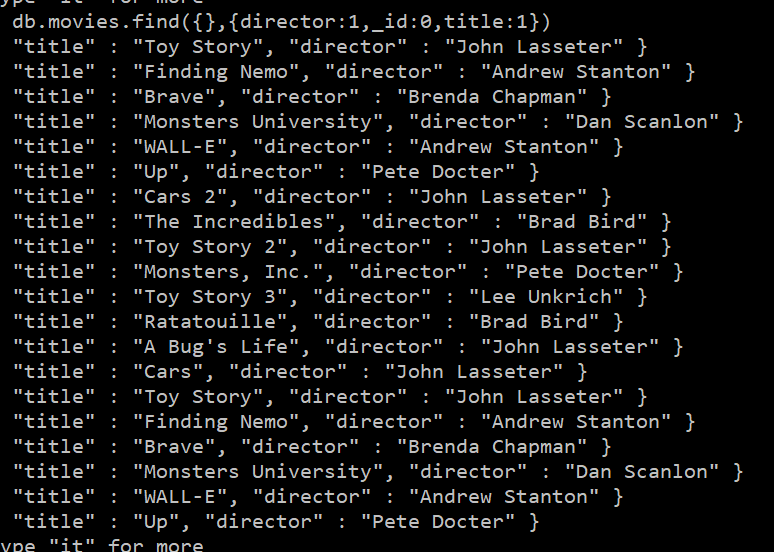 ype "it" for more
db.movies.find({},{director:1,_id:0,title:1})
"title" : "Toy Story", "director" : "John Lasseter" }
"title" : "Finding Nemo", "director" : "Andrew Stanton" }
"title" : "Brave", "director" : "Brenda Chapman" }
"title" : "Monsters University", "director" : "Dan Scanlon" }
"title" : "WALL-E", "director" : "Andrew Stanton" }
"title" : "Up", "director" : "Pete Docter" }
"title" : "Cars 2", "director" : "John Lasseter" }
"title" : "The Incredibles", "director" : "Brad Bird" }
"title" : "Toy Story 2", "director" : "John Lasseter" }
"title" : "Monsters, Inc.", "director" : "Pete Docter" }
"title" : "Toy Story 3", "director" : "Lee Unkrich" }
"title" : "Ratatouille", "director" : "Brad Bird" }
"title" : "A Bug's Life", "director" : "John Lasseter" }
"title" : "Cars", "director" : "John Lasseter" }
"title" : "Toy Story", "director" : "John Lasseter" }
"title" : "Finding Nemo", "director" : "Andrew Stanton" }
"title" : "Brave", "director" : "Brenda Chapman" }
"title" : "Monsters University", "director" : "Dan Scanlon" }
"title" : "WALL-E", "director" : "Andrew Stanton" }
"title" : "Up", "director" : "Pete Docter" }
ype "it" for more